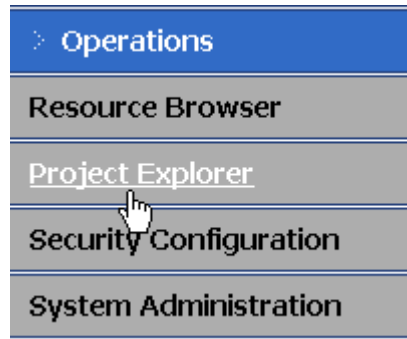 Operations
Resource Browser
Project Explorer
Security Configuration
System Administration